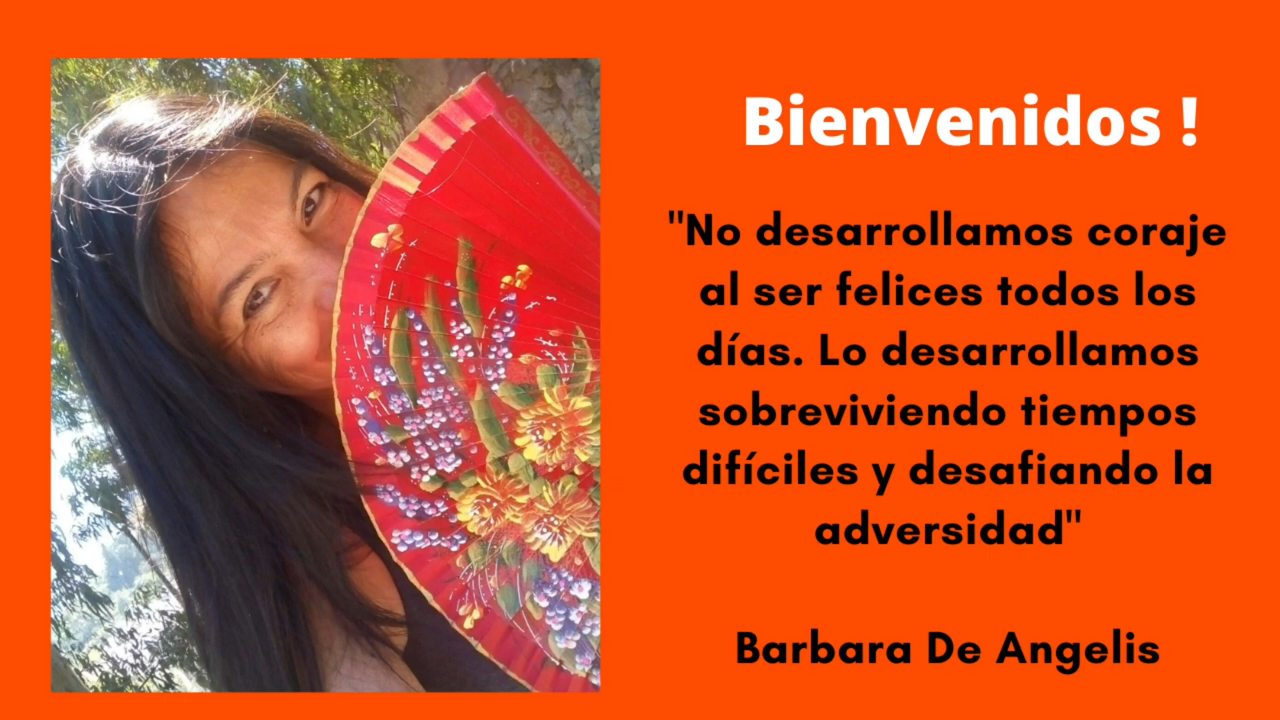 Bienvenidos !
"No desarrollamos coraje
al ser felices todos los
días. Lo desarrollamos
sobreviviendo tiempos
difíciles y desafiando la
adversidad"
Barbara De Angelis